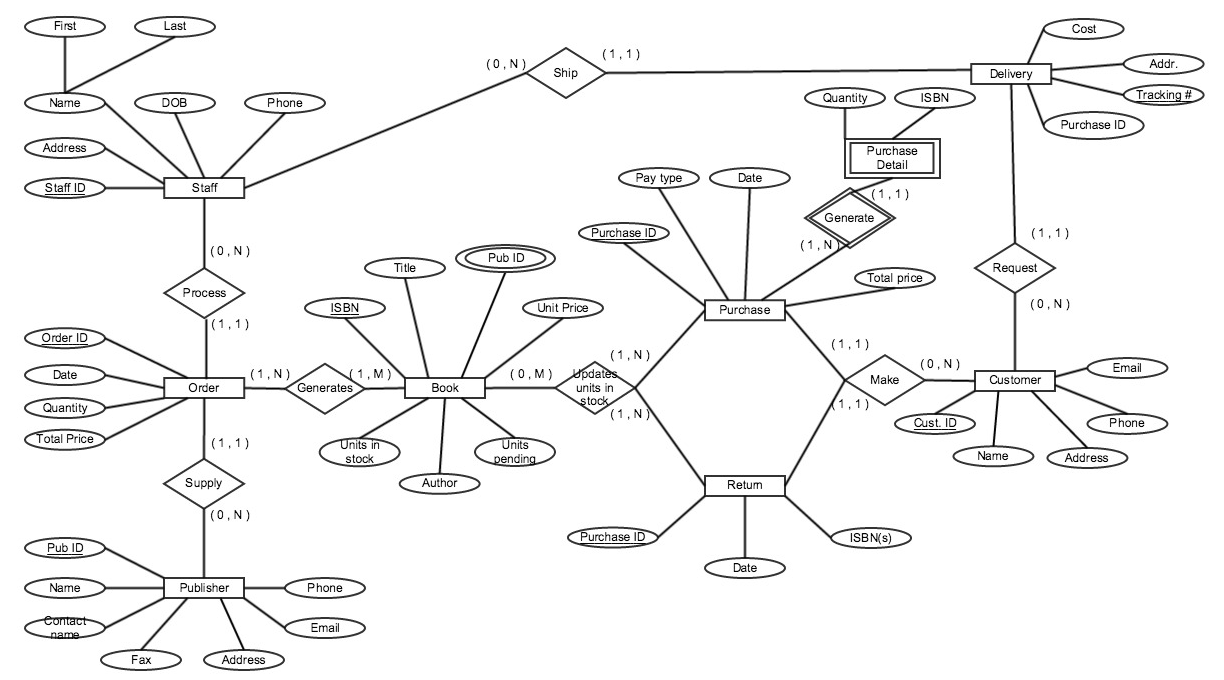 First
Last
Cost
( 0 , N )
Ship
( 1 , 1 )
Delivery
Addr.
Name
DOB
Phone
Quantity
ISBN
Tracking #
Purchase ID
Address
Purchase
Detail
Staff ID
Staff
Pay type
Date
( 1 , 1 )
Generate
Purchase ID
( 1 , N )
( 1 , 1 )
( 0 , N )
Pub ID
Title
Request
Total price
Process
ISBN
Unit Price
Purchase
( 0 , N )
( 1 , 1 )
Order ID
( 1 , N )
( 1 , 1 )
Date
( 1 , N )
( 1 , M )
( 0 , M )
( 0 , N )
Email
Order
Generates
Book
Updates
units in
stock
Make
Customer
Quantity
( 1 , N )
( 1 , 1 )
Cust. ID
Phone
Total Price
( 1 , 1 )
Units in
stock
Units
pending
Name
Address
Supply
Author
Return
( 0 , N )
Purchase ID
ISBN(s)
Pub ID
Date
Name
Publisher
Phone
Contact
name
Email
Fax
Address